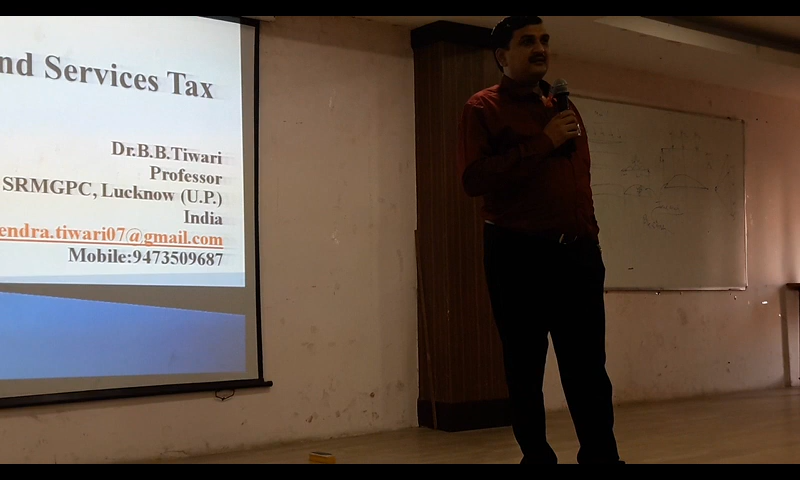 nd Services Tax
Dr.B.B.Tiwari
Professor
SRMGPC, Lucknow (U.P.)
India
endra.tiwari07@gmail.com
Mobile:9473509687